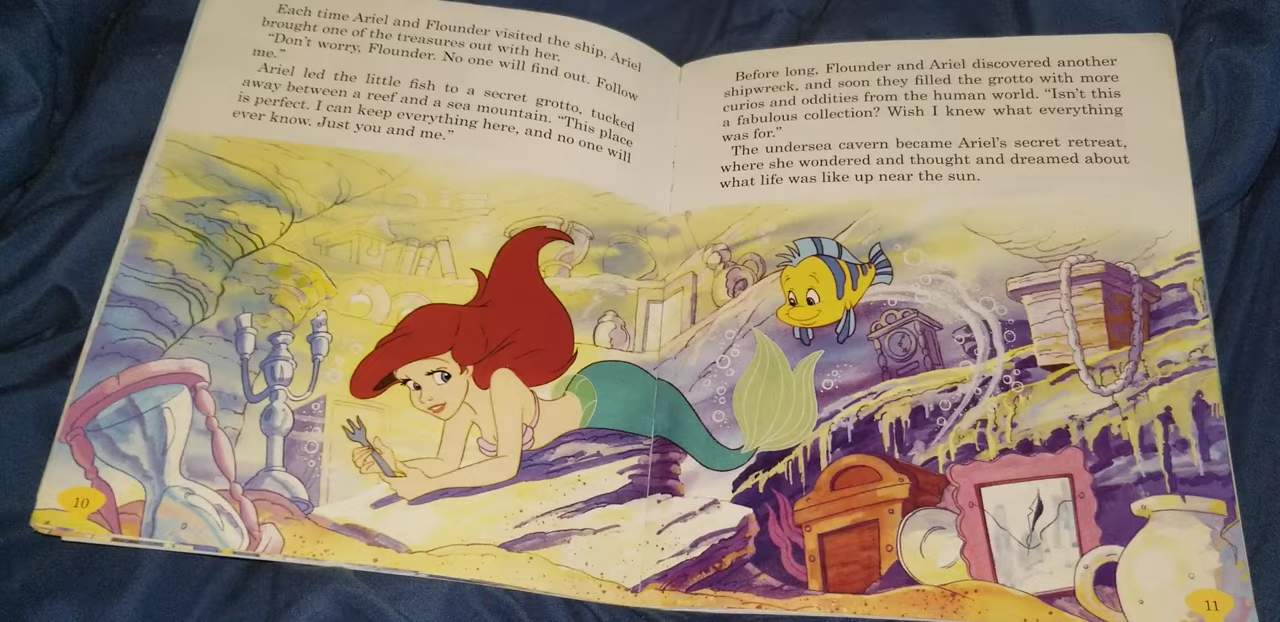 Each time Ariel and Flounder visited the ship, Ariel
brought one of the treasures out with her.
"Don't worry, Flounder. No one will find out. Follow
me."
Ariel led the little fish to a secret grotto, tucked
away between a reef and a sea mountain. "This place
is perfect. I can keep everything here, and no one will
ever know. Just you and me."
10
Before long, Flounder and Ariel discovered another
shipwreck, and soon they filled the grotto with more
curios and oddities from the human world. "Isn't this
a fabulous collection? Wish I knew what everything
was for."
The undersea cavern became Ariel's secret retreat,
where she wondered and thought and dreamed about
what life was like up near the sun.
11